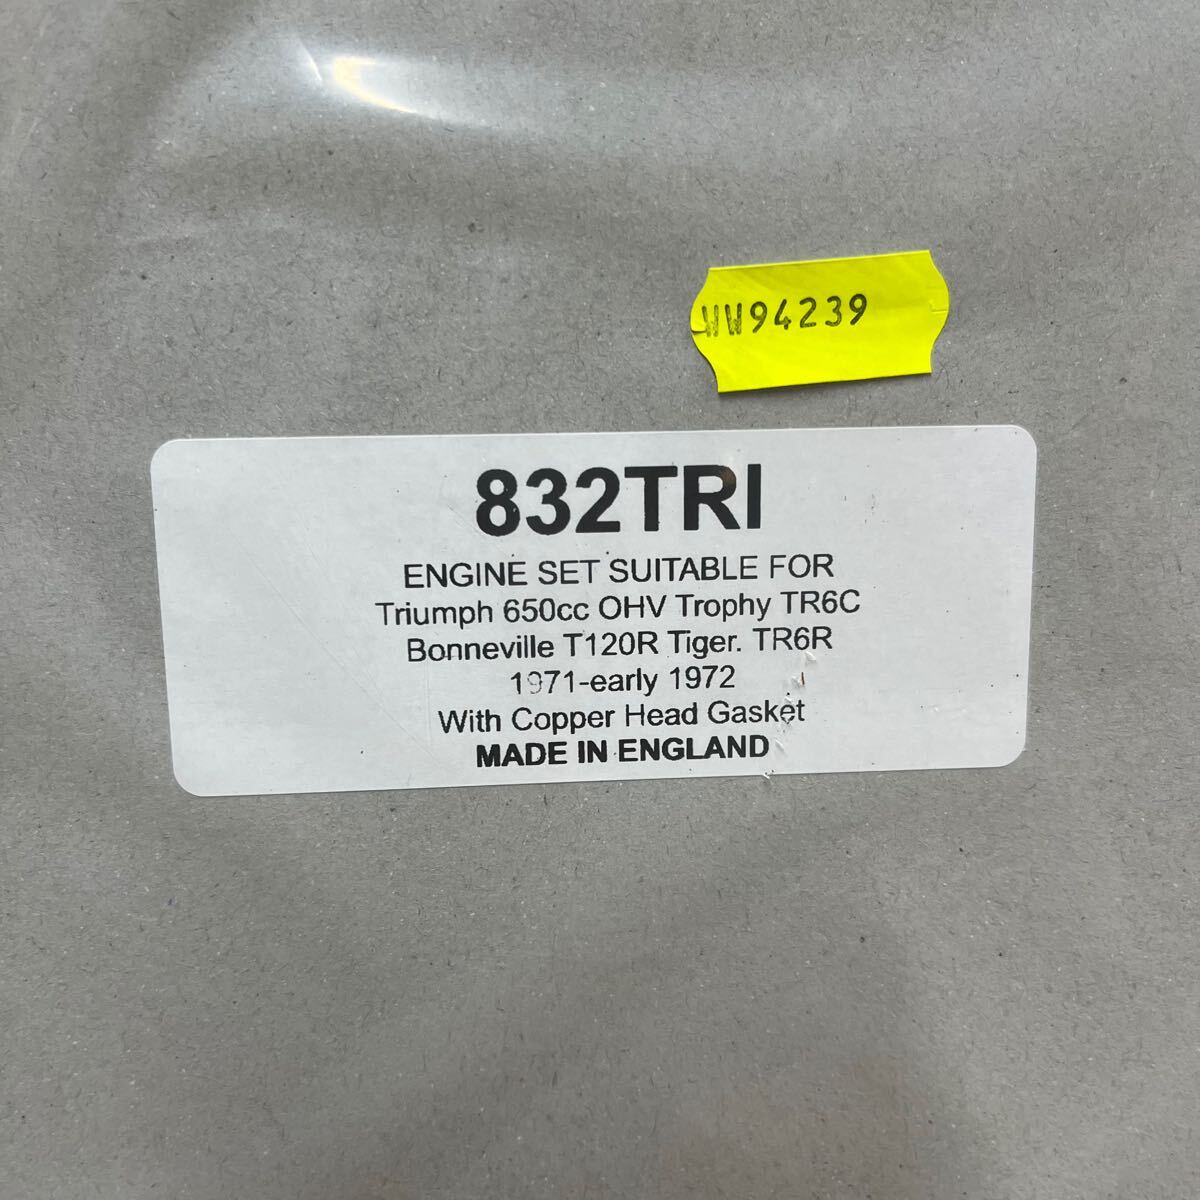 WW94239
832TRI
ENGINE SET SUITABLE FOR
Triumph 650cc OHV Trophy TR6C
Bonneville T120R Tiger. TR6R
1971-early 1972
With Copper Head Gasket
MADE IN ENGLAND